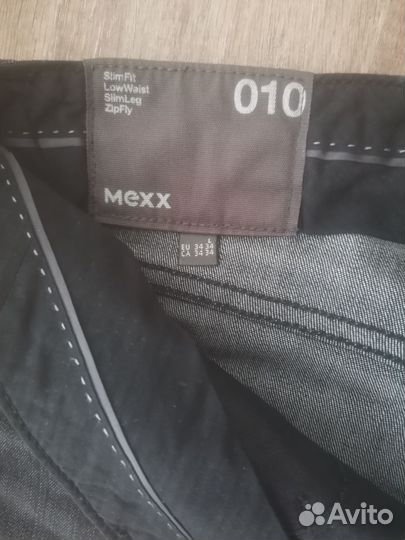 SlimFit
LowWaist
SlimLeg
ZipFly
010
mexx
L
EU 34 34
CA 34 34
Avito